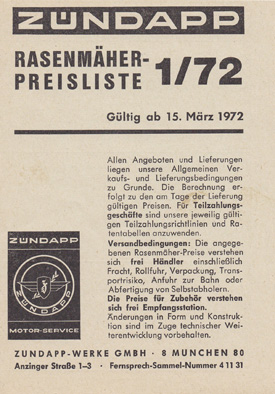 ZÜNDAPP
RASENMÄHER-
PREISLISTE 1/72
Gültig ab 15. März 1972
Allen Angeboten und Lieferungen
liegen unsere Allgemeinen Ver-
kaufs- und Lieferungsbedingungen
zu Grunde. Die Berechnung er-
folgt zu den am Tage der Lieferung
gültigen Preisen. Für Teilzahlungs-
geschäfte sind unsere jeweilig gülti-
gen Teilzahlungsrichtlinien und Ra-
tentabellen anzuwenden.
Versandbedingungen: Die angege-
benen Rasenmäher-Preise verstehen
sich frei Händler einschließlich
Fracht, Rollfuhr, Verpackung, Trans-
portrisiko, Anfuhr zur Bahn oder
Abfertigung von Selbstabholern.
Die Preise für Zubehör verstehen
sich frei Empfangsstation.
Änderungen in Form und Konstruk-
tion sind im Zuge technischer Wei-
terentwicklung vorbehalten.
ZÜNDAPP
ZÜNDAPP
MOTOR-SERVICE
ZUNDAPP-WERKE GMBH · 8 MÜNCHEN 80
Anzinger Straße 1-3 · Fernsprech-Sammel-Nummer 4 11 31